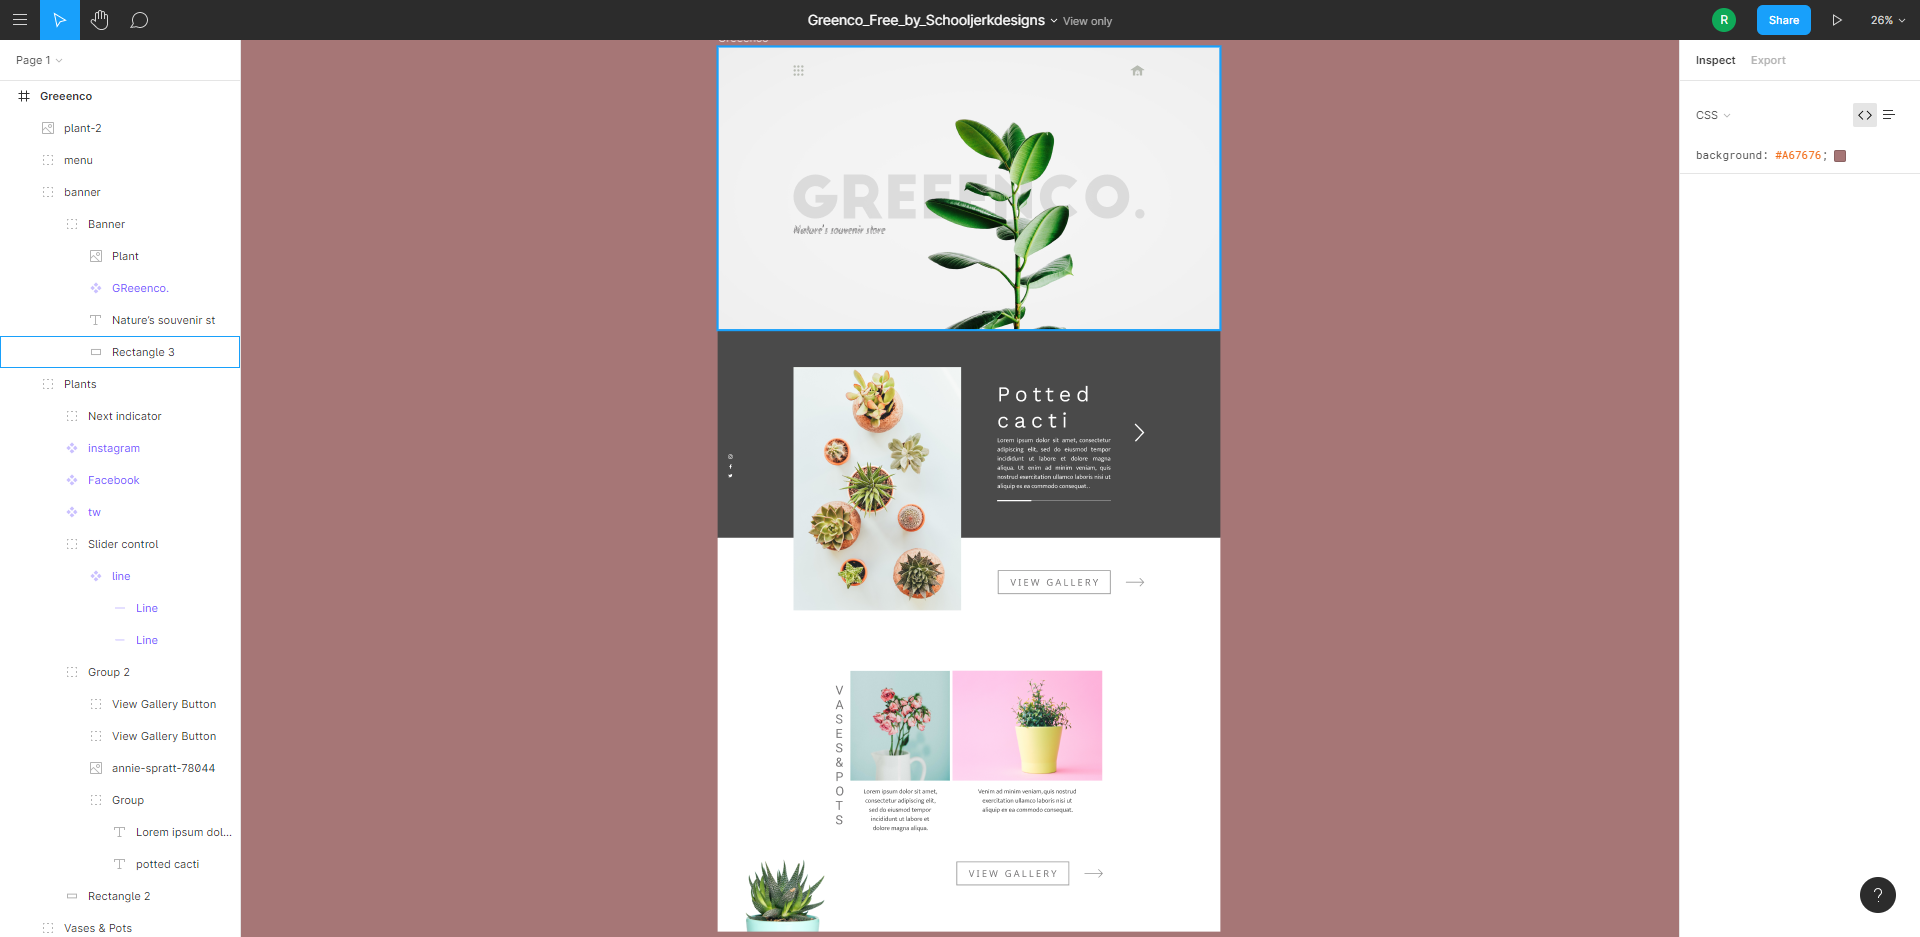 Greenco_Free_by_Schooljerkdesigns
View only
R
Share
26%
Page 1
Greeenco
plant-2
menu
banner
Banner
Plant
GReeenco.
Nature's souvenir st
Rectangle 3
Plants
Next indicator
instagram
Facebook
tw
Slider control
line
Line
Line
Group 2
View Gallery Button
View Gallery Button
annie-spratt-78044
Group
Lorem ipsum dol...
potted cacti
Rectangle 2
Vases & Pots
GREEENCO.
Nature's souvenir store
Potted
cacti
Lorem ipsum dolor sit amet, consectetur
adipiscing elit, sed do eiusmod tempor
incididunt ut labore et dolore magna
aliqua. Ut enim ad minim veniam, quis
nostrud exercitation ullamco laboris nisi ut
aliquip ex ea commodo consequat..
VIEW GALLERY
VASES&POTS
Lorem ipsum dolor sit amet,
consectetur adipiscing elit,
sed do eiusmod tempor
incididunt ut labore et
dolore magna aliqua.
Venim ad minim veniam,quis nostrud
exercitation ullamco laboris nisi ut
aliquip ex ea commodo consequat.
VIEW GALLERY
Inspect
Export
CSS
background: #A67676;
?